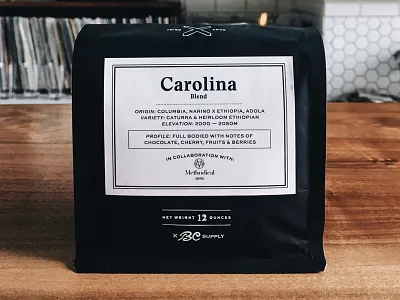 Carolina
Blend
ORIGIN: COLUMBIA, NARINO X ETHIOPIA, ADOLA
VARIETY: CATURRA & HEIRLOOM ETHIOPIAN
ELEVATION: 2000 — 2050M
PROFILE: FULL BODIED WITH NOTES OF
CHOCOLATE, CHERRY, FRUITS & BERRIES
IN COLLABORATION WITH:
Methodical
NET WEIGHT 12 OUNCES
X BC SUPPLY